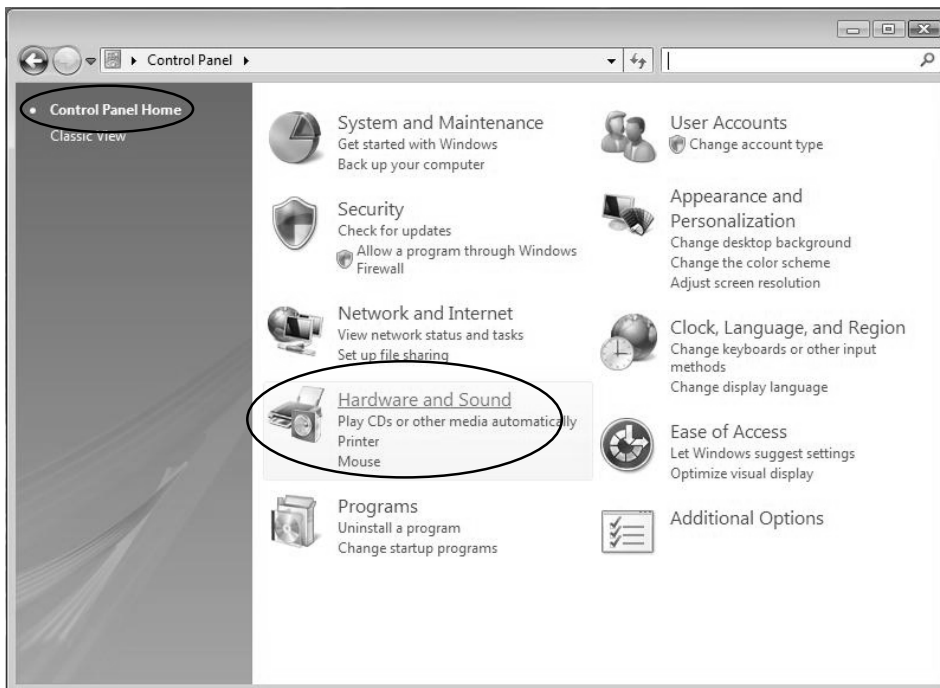 Control Panel
Control Panel Home
Classic View
System and Maintenance
Get started with Windows
Back up your computer
Security
Check for updates
Allow a program through Windows
Firewall
Network and Internet
View network status and tasks
Set up file sharing
Hardware and Sound
Play CDs or other media automatically
Printer
Mouse
Programs
Uninstall a program
Change startup programs
User Accounts
Change account type
Appearance and
Personalization
Change desktop background
Change the color scheme
Adjust screen resolution
Clock, Language, and Region
Change keyboards or other input
methods
Change display language
Ease of Access
Let Windows suggest settings
Optimize visual display
Additional Options